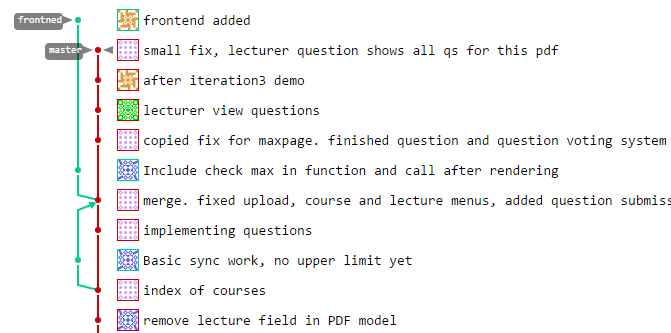 frontned frontend added
master small fix, lecturer question shows all qs for this pdf
after iteration3 demo
lecturer view questions
copied fix for maxpage. finished question and question voting system
Include check max in function and call after rendering
merge. fixed upload, course and lecture menus, added question submiss
implementing questions
Basic sync work, no upper limit yet
index of courses
remove lecture field in PDF model